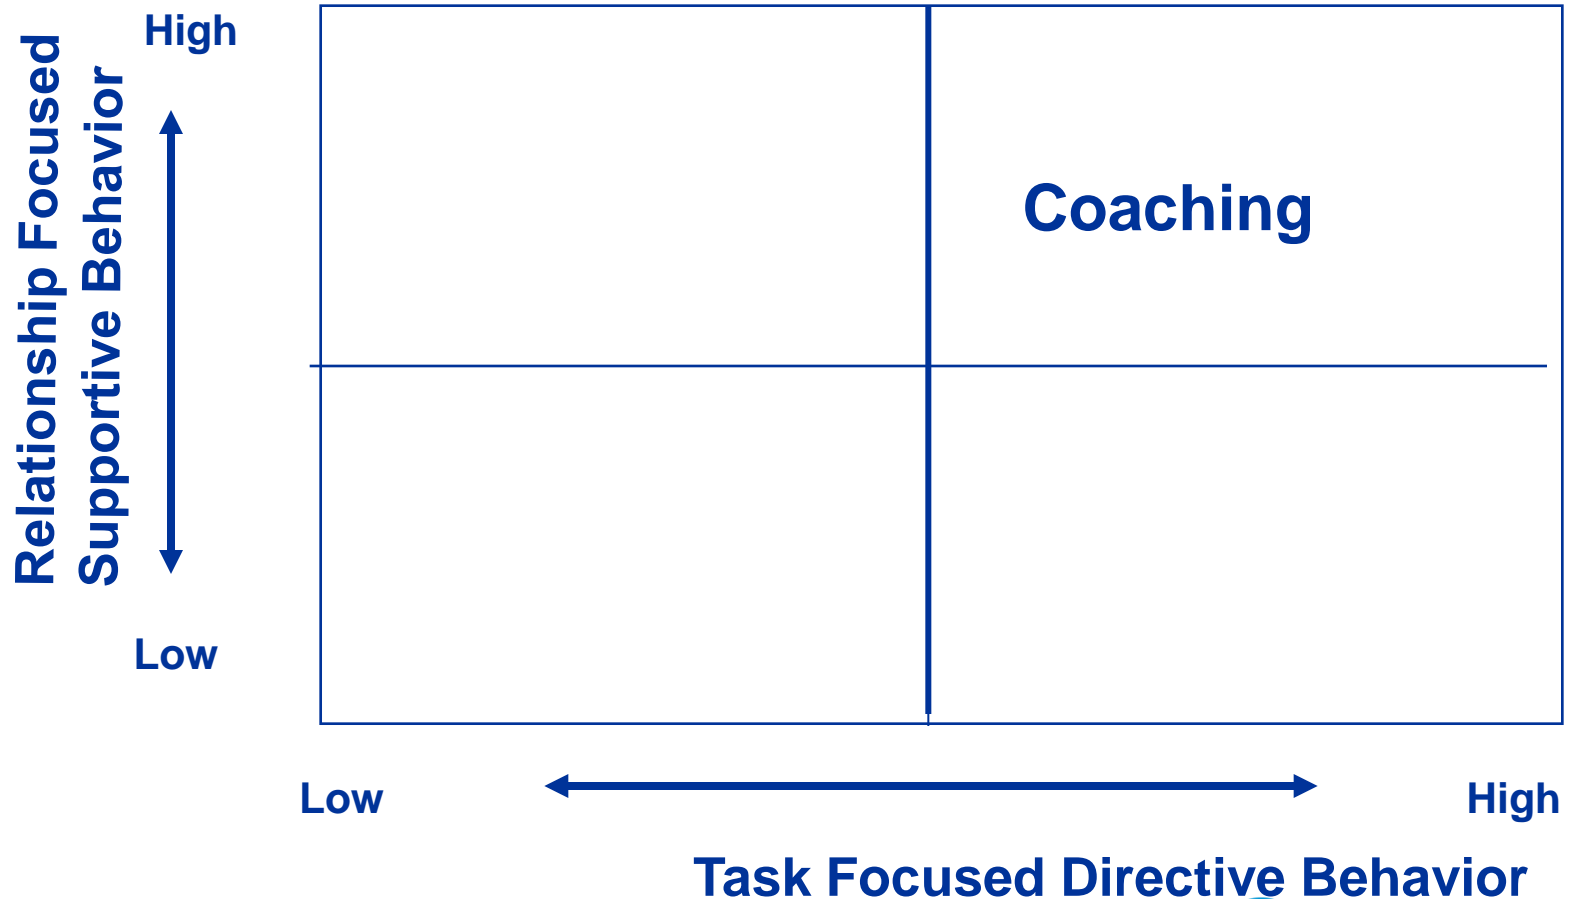 High
Relationship Focused
Supportive Behavior
Coaching
Low
Low
High
Task Focused Directive Behavior